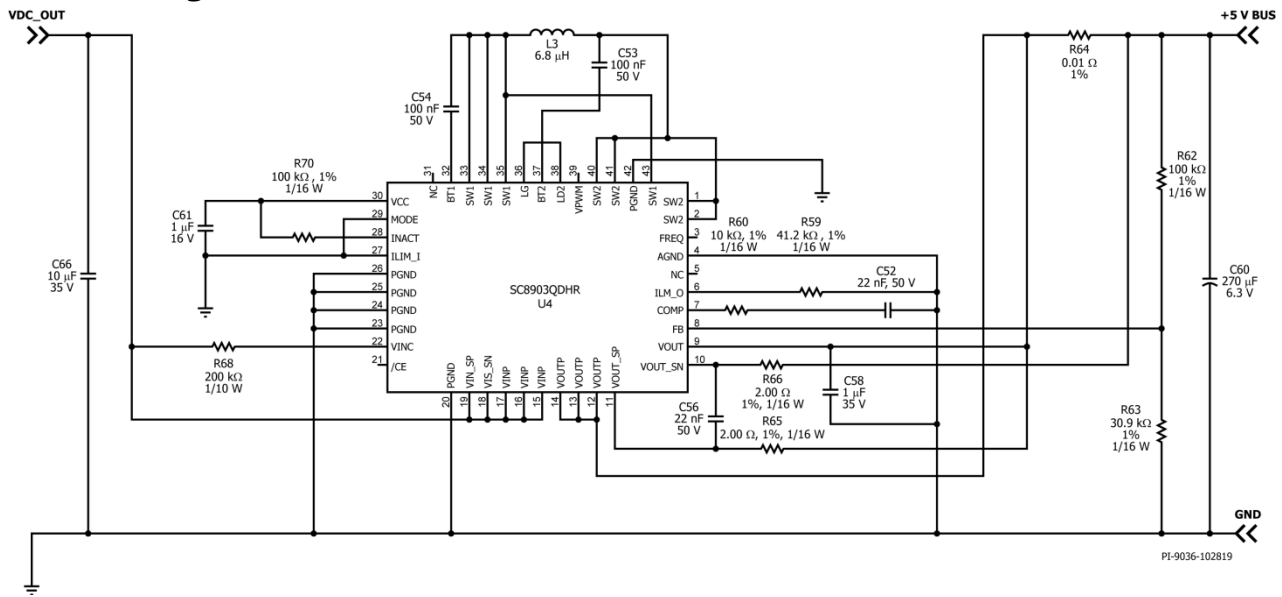 VDC_OUT
+5 V BUS
L3
6.8 µH
C53
100 nF
50 V
R64
0.01 Ω
1%
C54
100 nF
50 V
R70
100 kΩ , 1%
1/16 W
R62
100 kΩ
1%
1/16 W
31 32 33 34 35 36 37 38 39 40 41 42 43
NC BT1 SW1 SW1 SW1 LG BT2 LD2 VPWM SW2 SW2 PGND SW1
C61
1 µF
16 V
30 VCC
29 MODE
28 INACT
27 ILIM_I
26 PGND
25 PGND
24 PGND
23 PGND
22 VINC
21 /CE
SC8903QDHR
U4
SW2 1
SW2 2
FREQ 3
AGND 4
NC 5
ILM_O 6
COMP 7
FB 8
VOUT 9
VOUT_SN 10
R60
10 kΩ, 1%
1/16 W
R59
41.2 kΩ, 1%
1/16 W
C52
22 nF, 50 V
C66
10 µF
35 V
C60
270 µF
6.3 V
R68
200 kΩ
1/10 W
PGND VIN_SP VIS_SN VINP VINP VINP VOUTP VOUTP VOUTP VOUT_SP
20 19 18 17 16 15 14 13 12 11
R66
2.00 Ω
1%, 1/16 W
C58
1 µF
35 V
C56
22 nF
50 V
R65
2.00 Ω, 1%, 1/16 W
R63
30.9 kΩ
1%
1/16 W
GND
PI-9036-102819